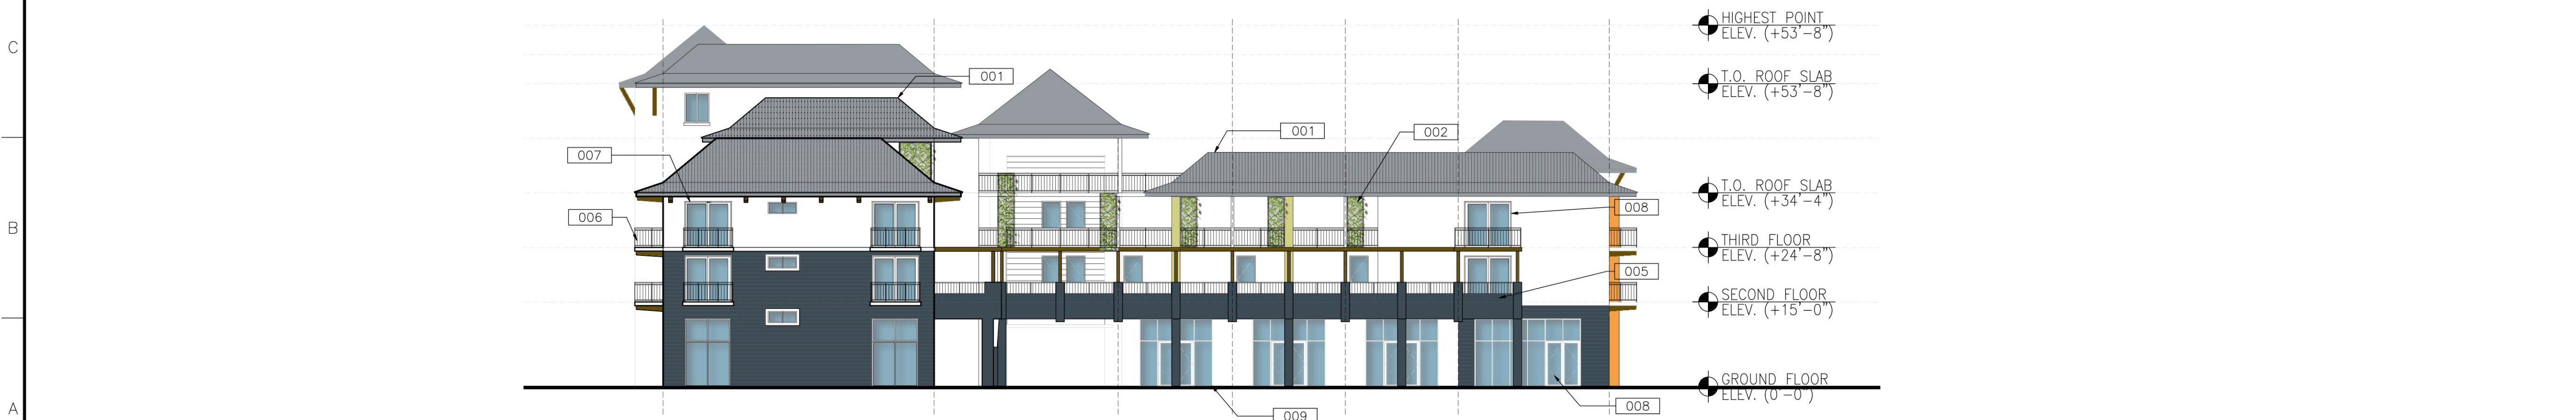 C
B
A
001
001
002
007
006
008
005
009
008
HIGHEST POINT
ELEV. (+53'-8")
T.O. ROOF SLAB
ELEV. (+53'-8")
T.O. ROOF SLAB
ELEV. (+34'-4")
THIRD FLOOR
ELEV. (+24'-8")
SECOND FLOOR
ELEV. (+15'-0")
GROUND FLOOR
ELEV. (0'-0")